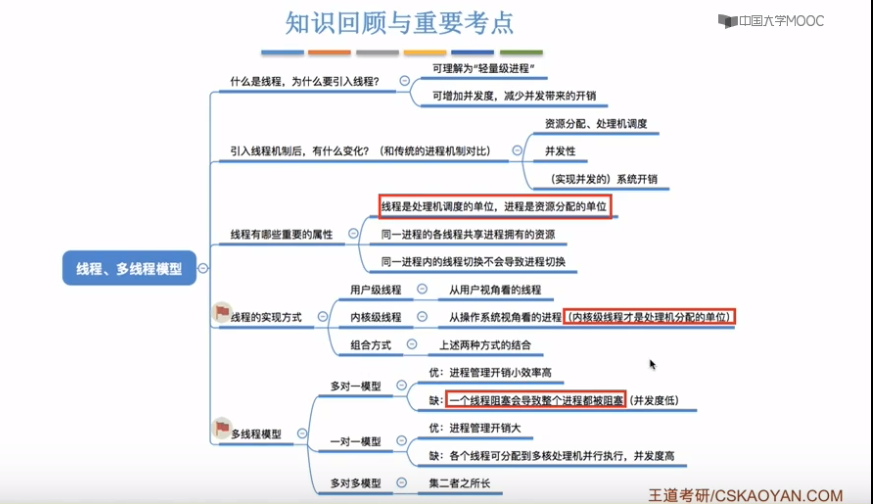 知识回顾与重要考点
中国大学MOOC
什么是线程，为什么要引入线程？
可理解为“轻量级进程”
可增加并发度，减少并发带来的开销
引入线程机制后，有什么变化？（和传统的进程机制对比）
资源分配、处理机调度
并发性
（实现并发的）系统开销
线程、多线程模型
线程有哪些重要的属性
线程是处理机调度的单位，进程是资源分配的单位
同一进程的各线程共享进程拥有的资源
同一进程内的线程切换不会导致进程切换
线程的实现方式
用户级线程
从用户视角看的线程
内核级线程
从操作系统视角看的进程（内核级线程才是处理机分配的单位）
组合方式
上述两种方式的结合
多线程模型
多对一模型
优：进程管理开销小效率高
缺：一个线程阻塞会导致整个进程都被阻塞（并发度低）
一对一模型
优：进程管理开销大
缺：各个线程可分配到多核处理机并行执行，并发度高
多对多模型
集二者之所长
王道考研/CSKAOYAN.COM